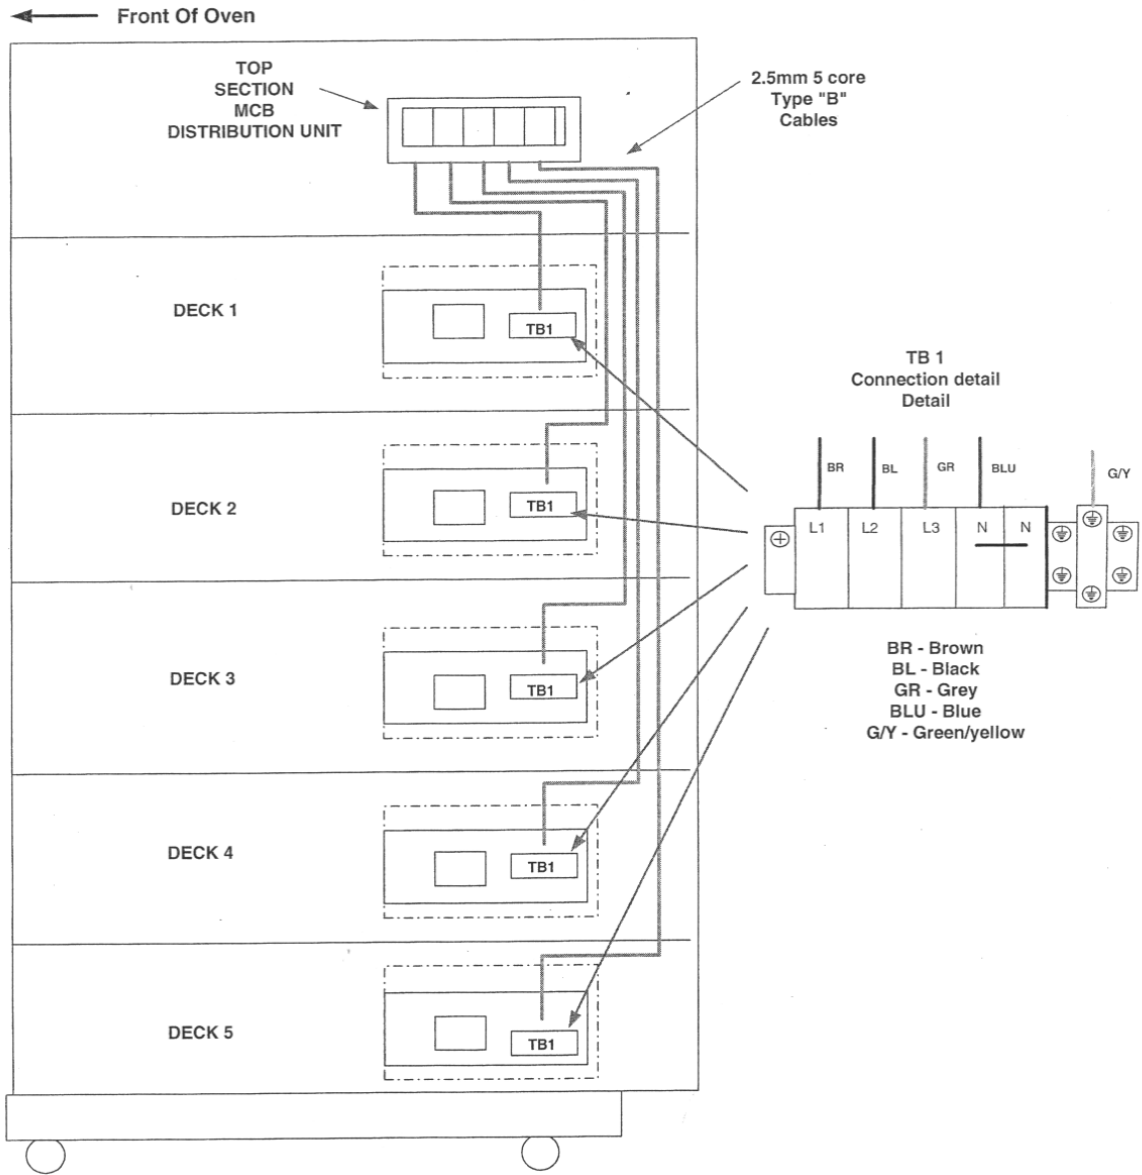 Front Of Oven
TOP
SECTION
MCB
DISTRIBUTION UNIT
2.5mm 5 core
Type "B"
Cables
DECK 1
TB1
DECK 2
TB1
DECK 3
TB1
DECK 4
TB1
DECK 5
TB1
TB 1
Connection detail
Detail
BR BL GR BLU G/Y
L1 L2 L3 N N
BR - Brown
BL - Black
GR - Grey
BLU - Blue
G/Y - Green/yellow